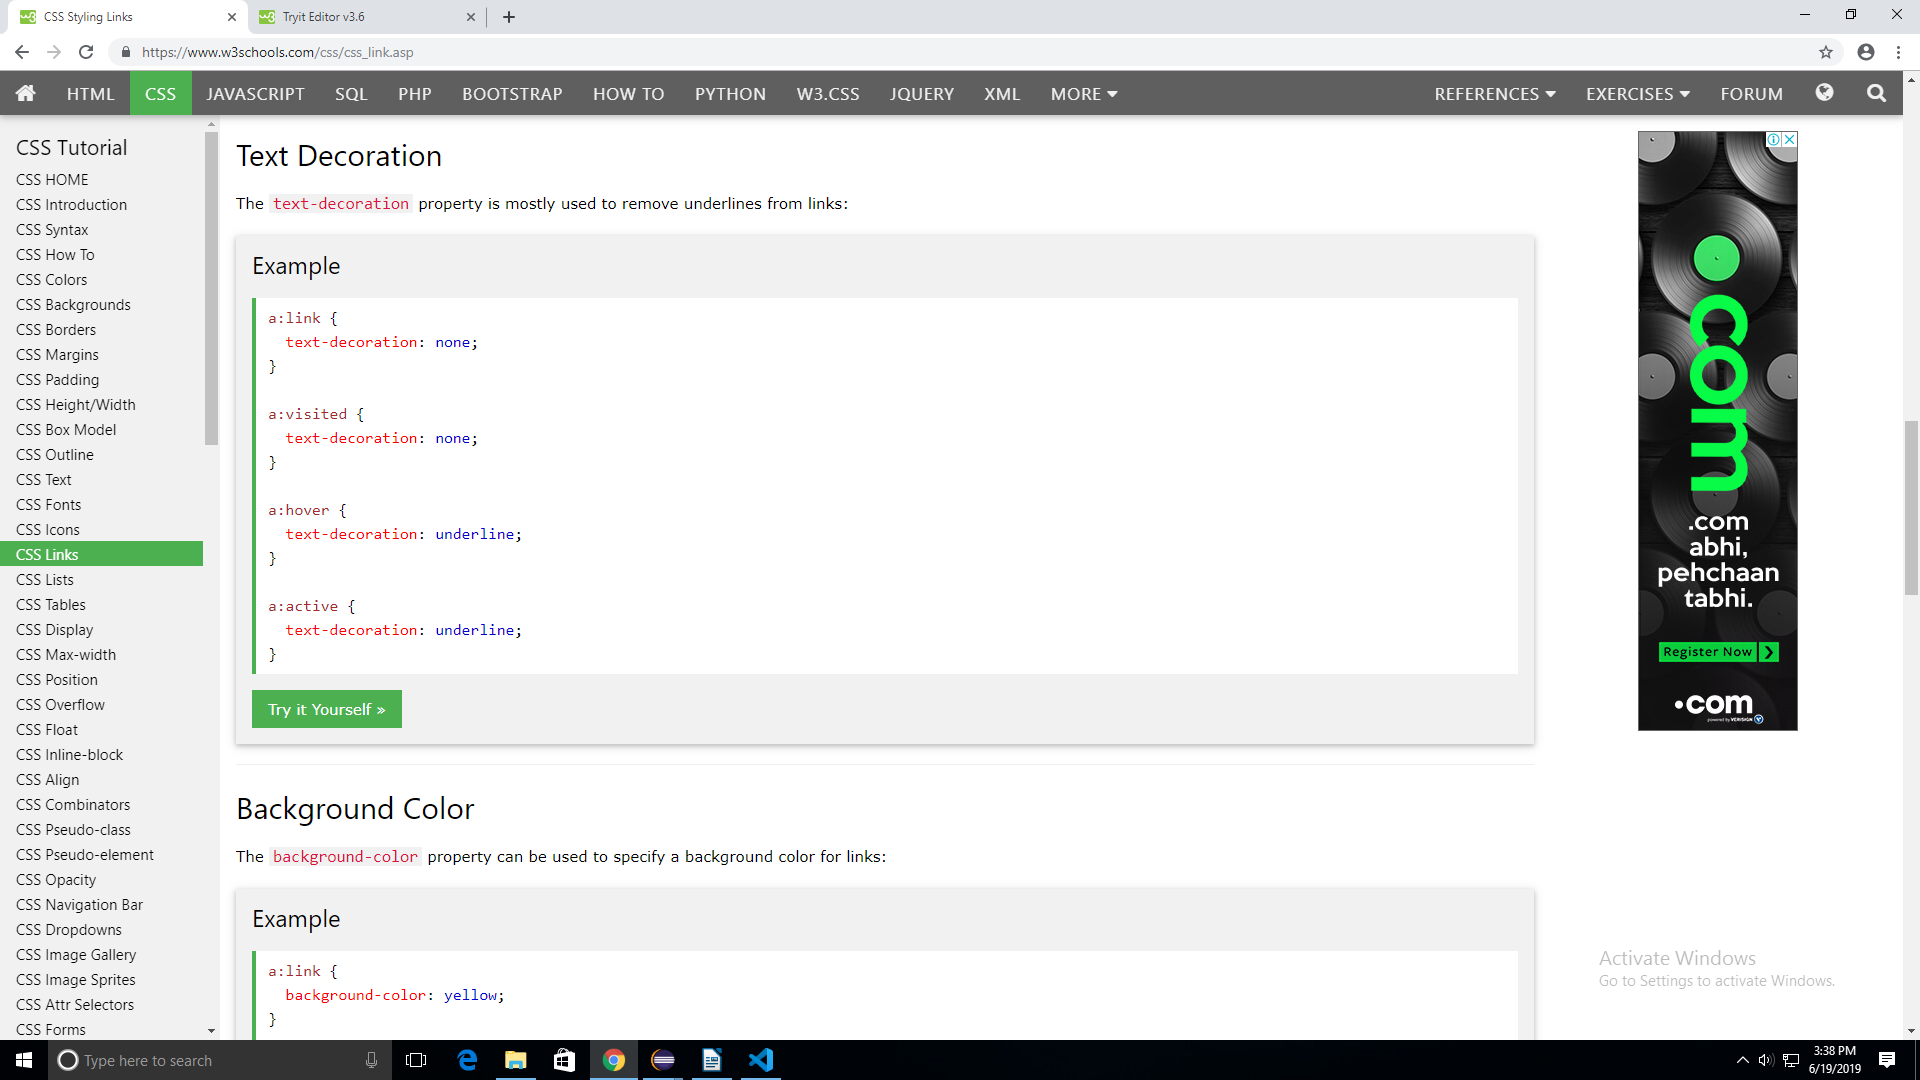 CSS Styling Links
Tryit Editor v3.6
https://www.w3schools.com/css/css_link.asp
HTML CSS JAVASCRIPT SQL PHP BOOTSTRAP HOW TO PYTHON W3.CSS JQUERY XML MORE REFERENCES EXERCISES FORUM
CSS Tutorial
CSS HOME
CSS Introduction
CSS Syntax
CSS How To
CSS Colors
CSS Backgrounds
CSS Borders
CSS Margins
CSS Padding
CSS Height/Width
CSS Box Model
CSS Outline
CSS Text
CSS Fonts
CSS Icons
CSS Links
CSS Lists
CSS Tables
CSS Display
CSS Max-width
CSS Position
CSS Overflow
CSS Float
CSS Inline-block
CSS Align
CSS Combinators
CSS Pseudo-class
CSS Pseudo-element
CSS Opacity
CSS Navigation Bar
CSS Dropdowns
CSS Image Gallery
CSS Image Sprites
CSS Attr Selectors
CSS Forms
Text Decoration
The text-decoration property is mostly used to remove underlines from links:
Example
a:link {
  text-decoration: none;
}
a:visited {
  text-decoration: none;
}
a:hover {
  text-decoration: underline;
}
a:active {
  text-decoration: underline;
}
Try it Yourself »
Background Color
The background-color property can be used to specify a background color for links:
Example
a:link {
  background-color: yellow;
}
.com
.com
abhi,
pehchaan
tabhi.
Register Now
.com
powered by VERISIGN
Activate Windows
Go to Settings to activate Windows.
Type here to search
3:38 PM
6/19/2019